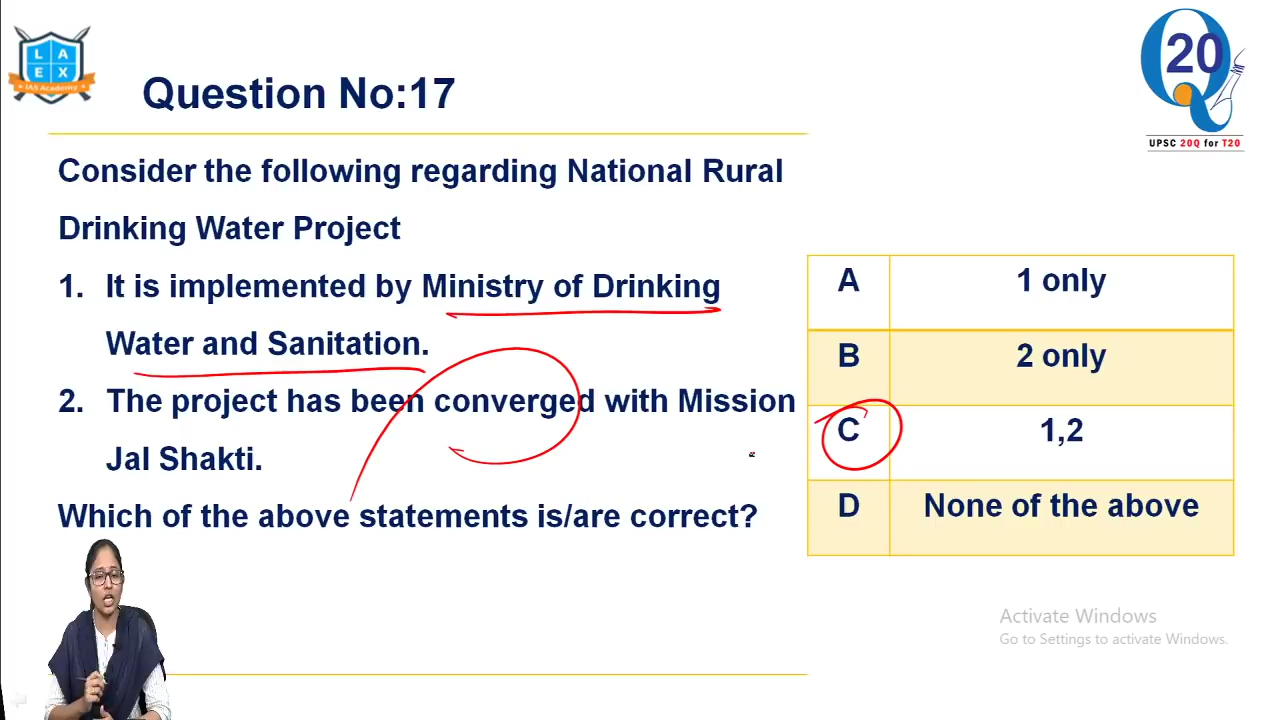 L A
E X
IAS Academy
Question No:17
20
UPSC 20Q for T20
Consider the following regarding National Rural
Drinking Water Project
1. It is implemented by Ministry of Drinking
Water and Sanitation.
2. The project has been converged with Mission
Jal Shakti.
Which of the above statements is/are correct?
A 1 only
B 2 only
C 1,2
D None of the above
Activate Windows
Go to Settings to activate Windows.